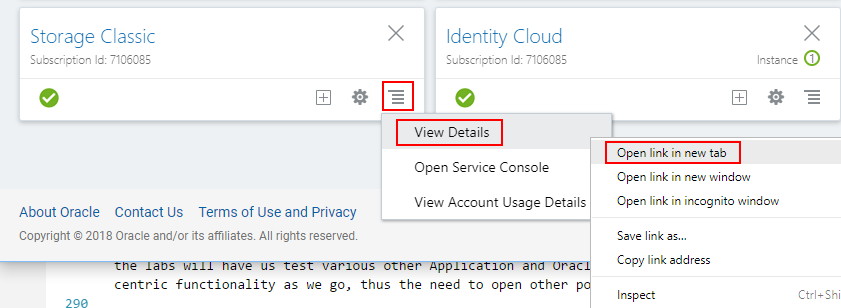 Storage Classic
Subscription Id: 7106085
Identity Cloud
Subscription Id: 7106085
Instance 1
View Details
Open Service Console
View Account Usage Details
Open link in new tab
Open link in new window
Open link in incognito window
Save link as...
Copy link address
Inspect Ctrl+Shi
About Oracle Contact Us Terms of Use and Privacy
Copyright © 2018 Oracle and/or its affiliates. All rights reserved.
the labs will have us test various other Application and Oracl
centric functionality as we go, thus the need to open other po
290